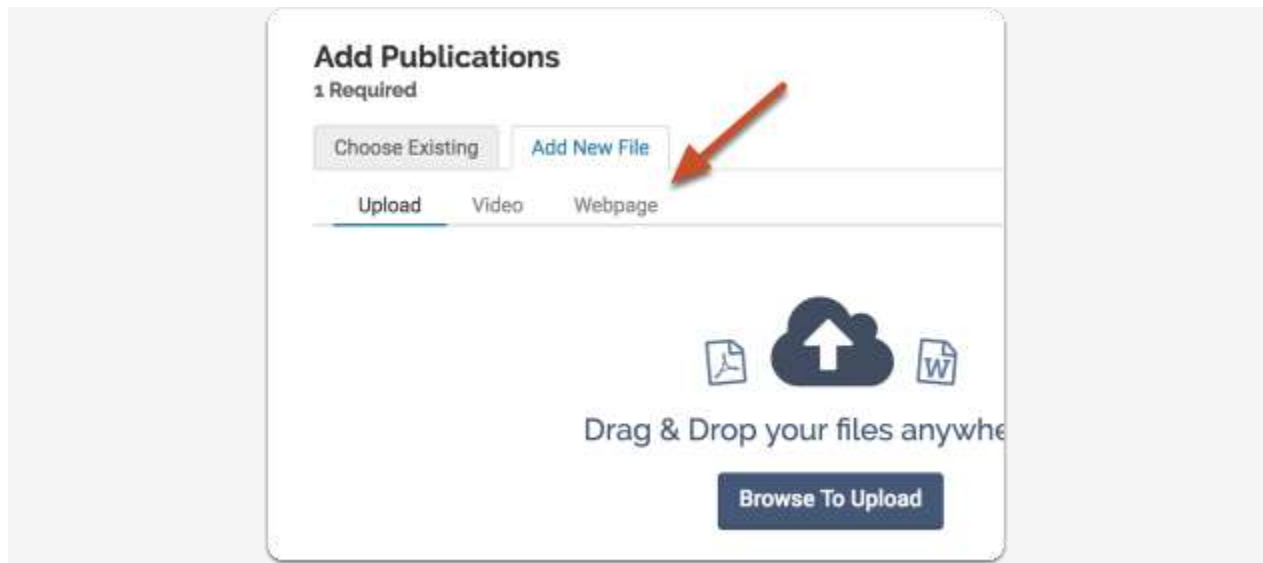 Add Publications
1 Required
Choose Existing Add New File
Upload Video Webpage
W
Drag & Drop your files anywhe
Browse To Upload